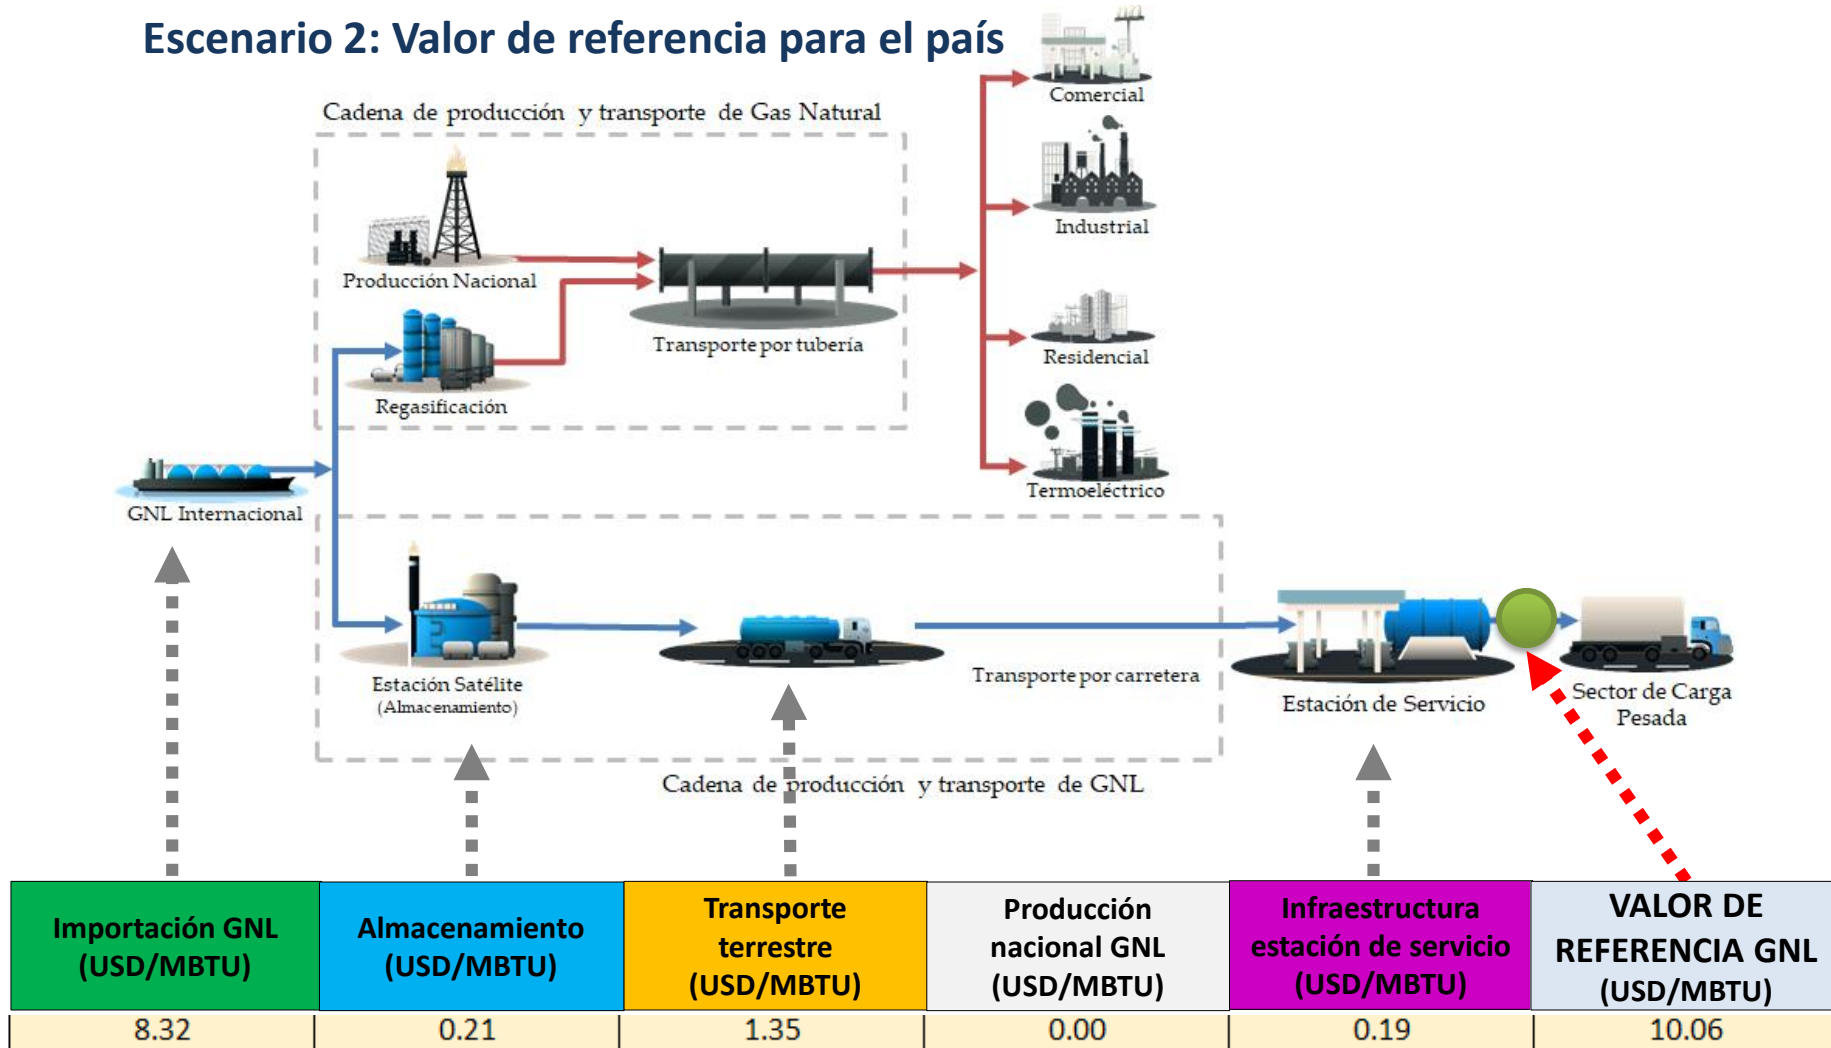 Escenario 2: Valor de referencia para el país
Cadena de producción y transporte de Gas Natural
Comercial
Industrial
Producción Nacional
Transporte por tubería
Residencial
Regasificación
Termoeléctrico
GNL Internacional
Estación Satélite
(Almacenamiento)
Transporte por carretera
Estación de Servicio
Sector de Carga
Pesada
Cadena de producción y transporte de GNL
Importación GNL
(USD/MBTU)
Almacenamiento
(USD/MBTU)
Transporte
terrestre
(USD/MBTU)
Producción
nacional GNL
(USD/MBTU)
Infraestructura
estación de servicio
(USD/MBTU)
VALOR DE
REFERENCIA GNL
(USD/MBTU)
8.32
0.21
1.35
0.00
0.19
10.06